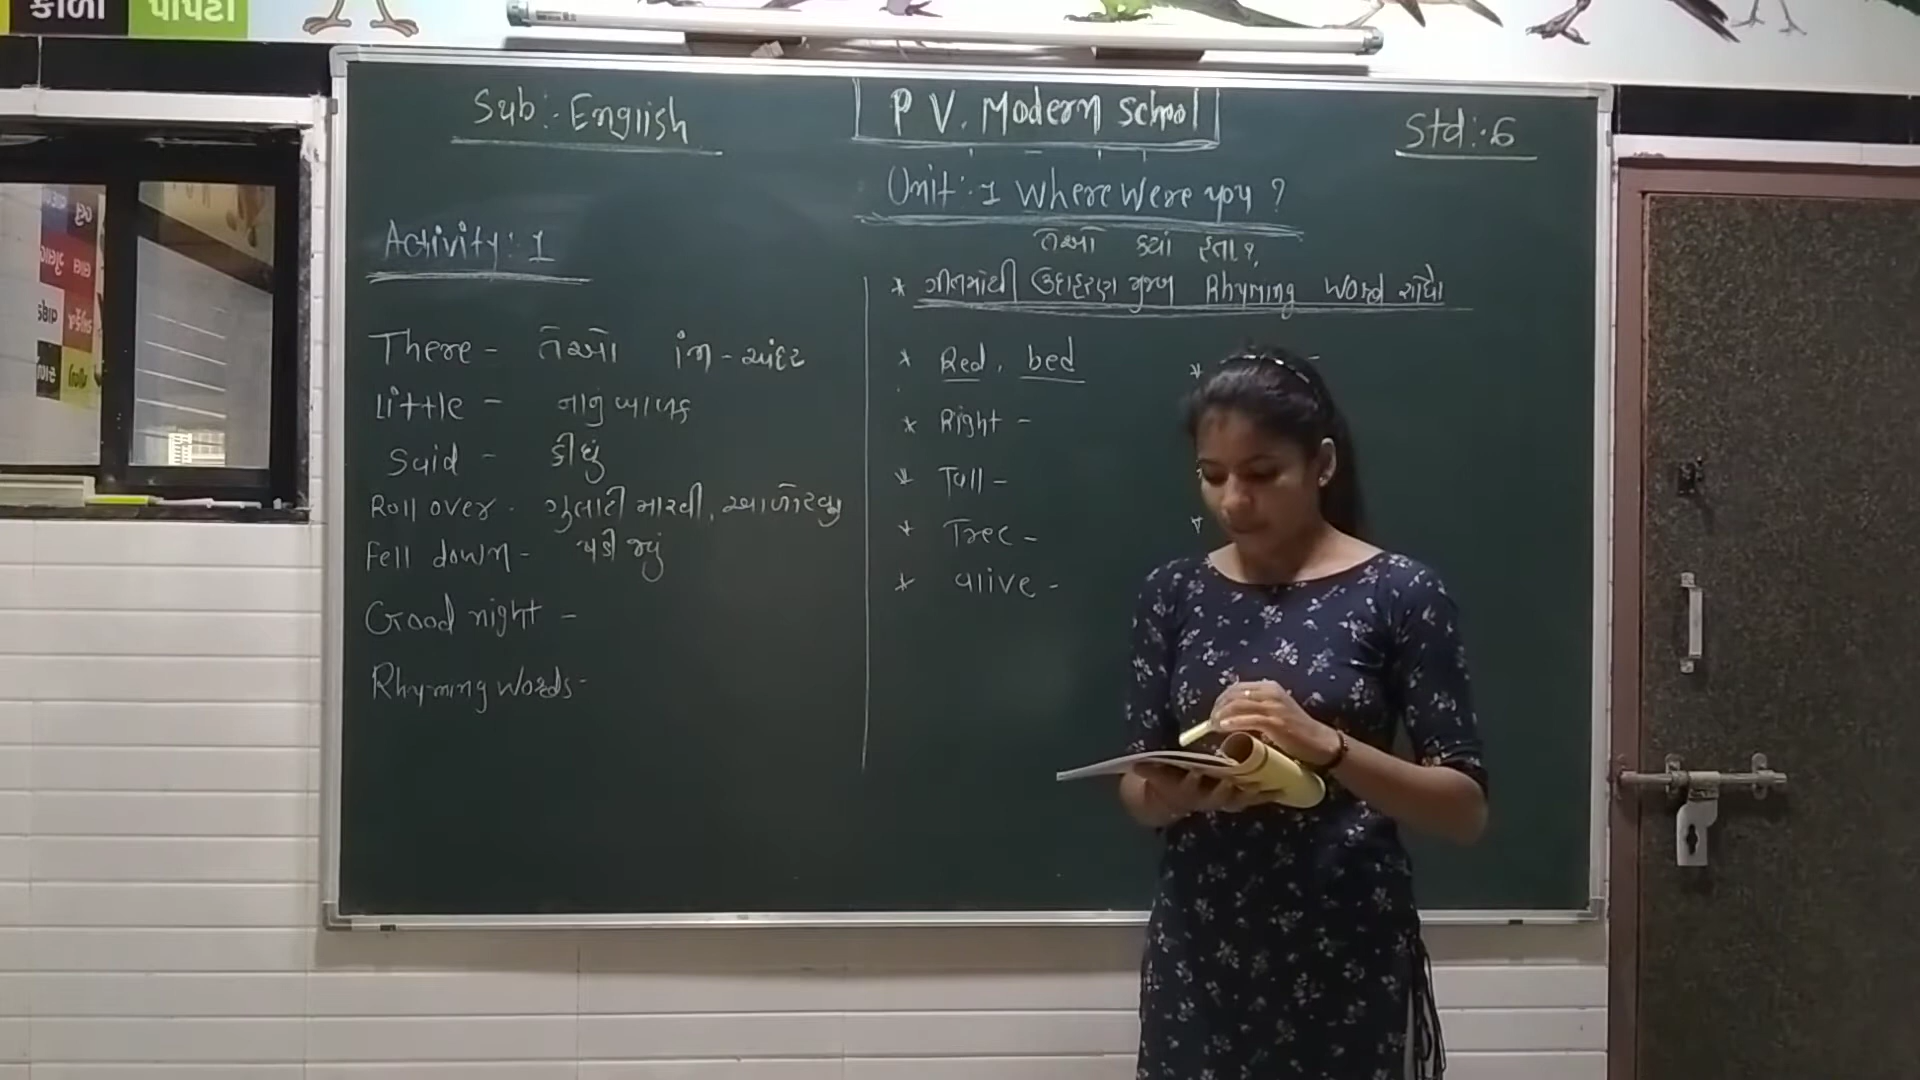 કાળા પોપટી
Sub:- English
P V. Modern School
Std:- 6
Unit:- 1 Where Were you ?
તેઓ ક્યાં હતા?
Activity: 1
* ગીતમાંથી ઉદાહરણ મુજબ Rhyming Word શોધો
There - તેઓ in - અંદર
Little - નાનું બાળક
Said - કીધું
Roll over - ગુલાટી મારવી, આળોટવુ
Fell down - પડી જવું
Good night -
Rhyming Words -
* Red, bed
* Right -
* Tall -
* Tree -
* alive -